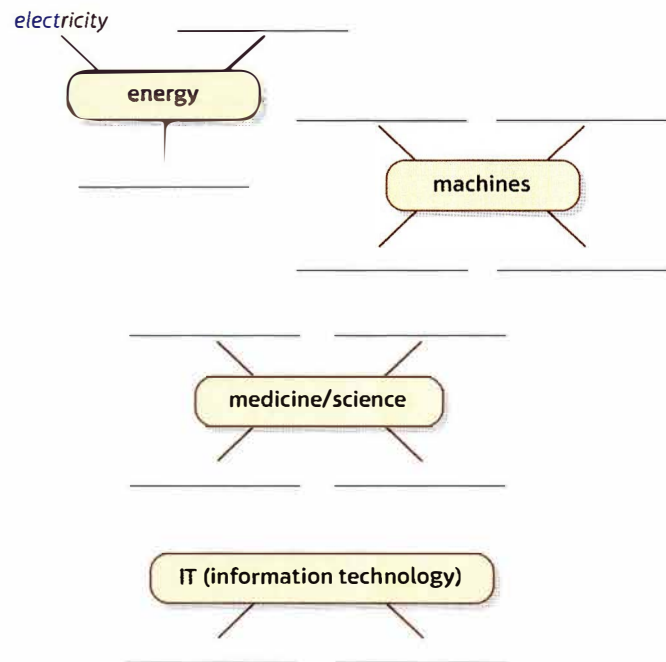 electricity
energy
machines
medicine/science
IT (information technology)